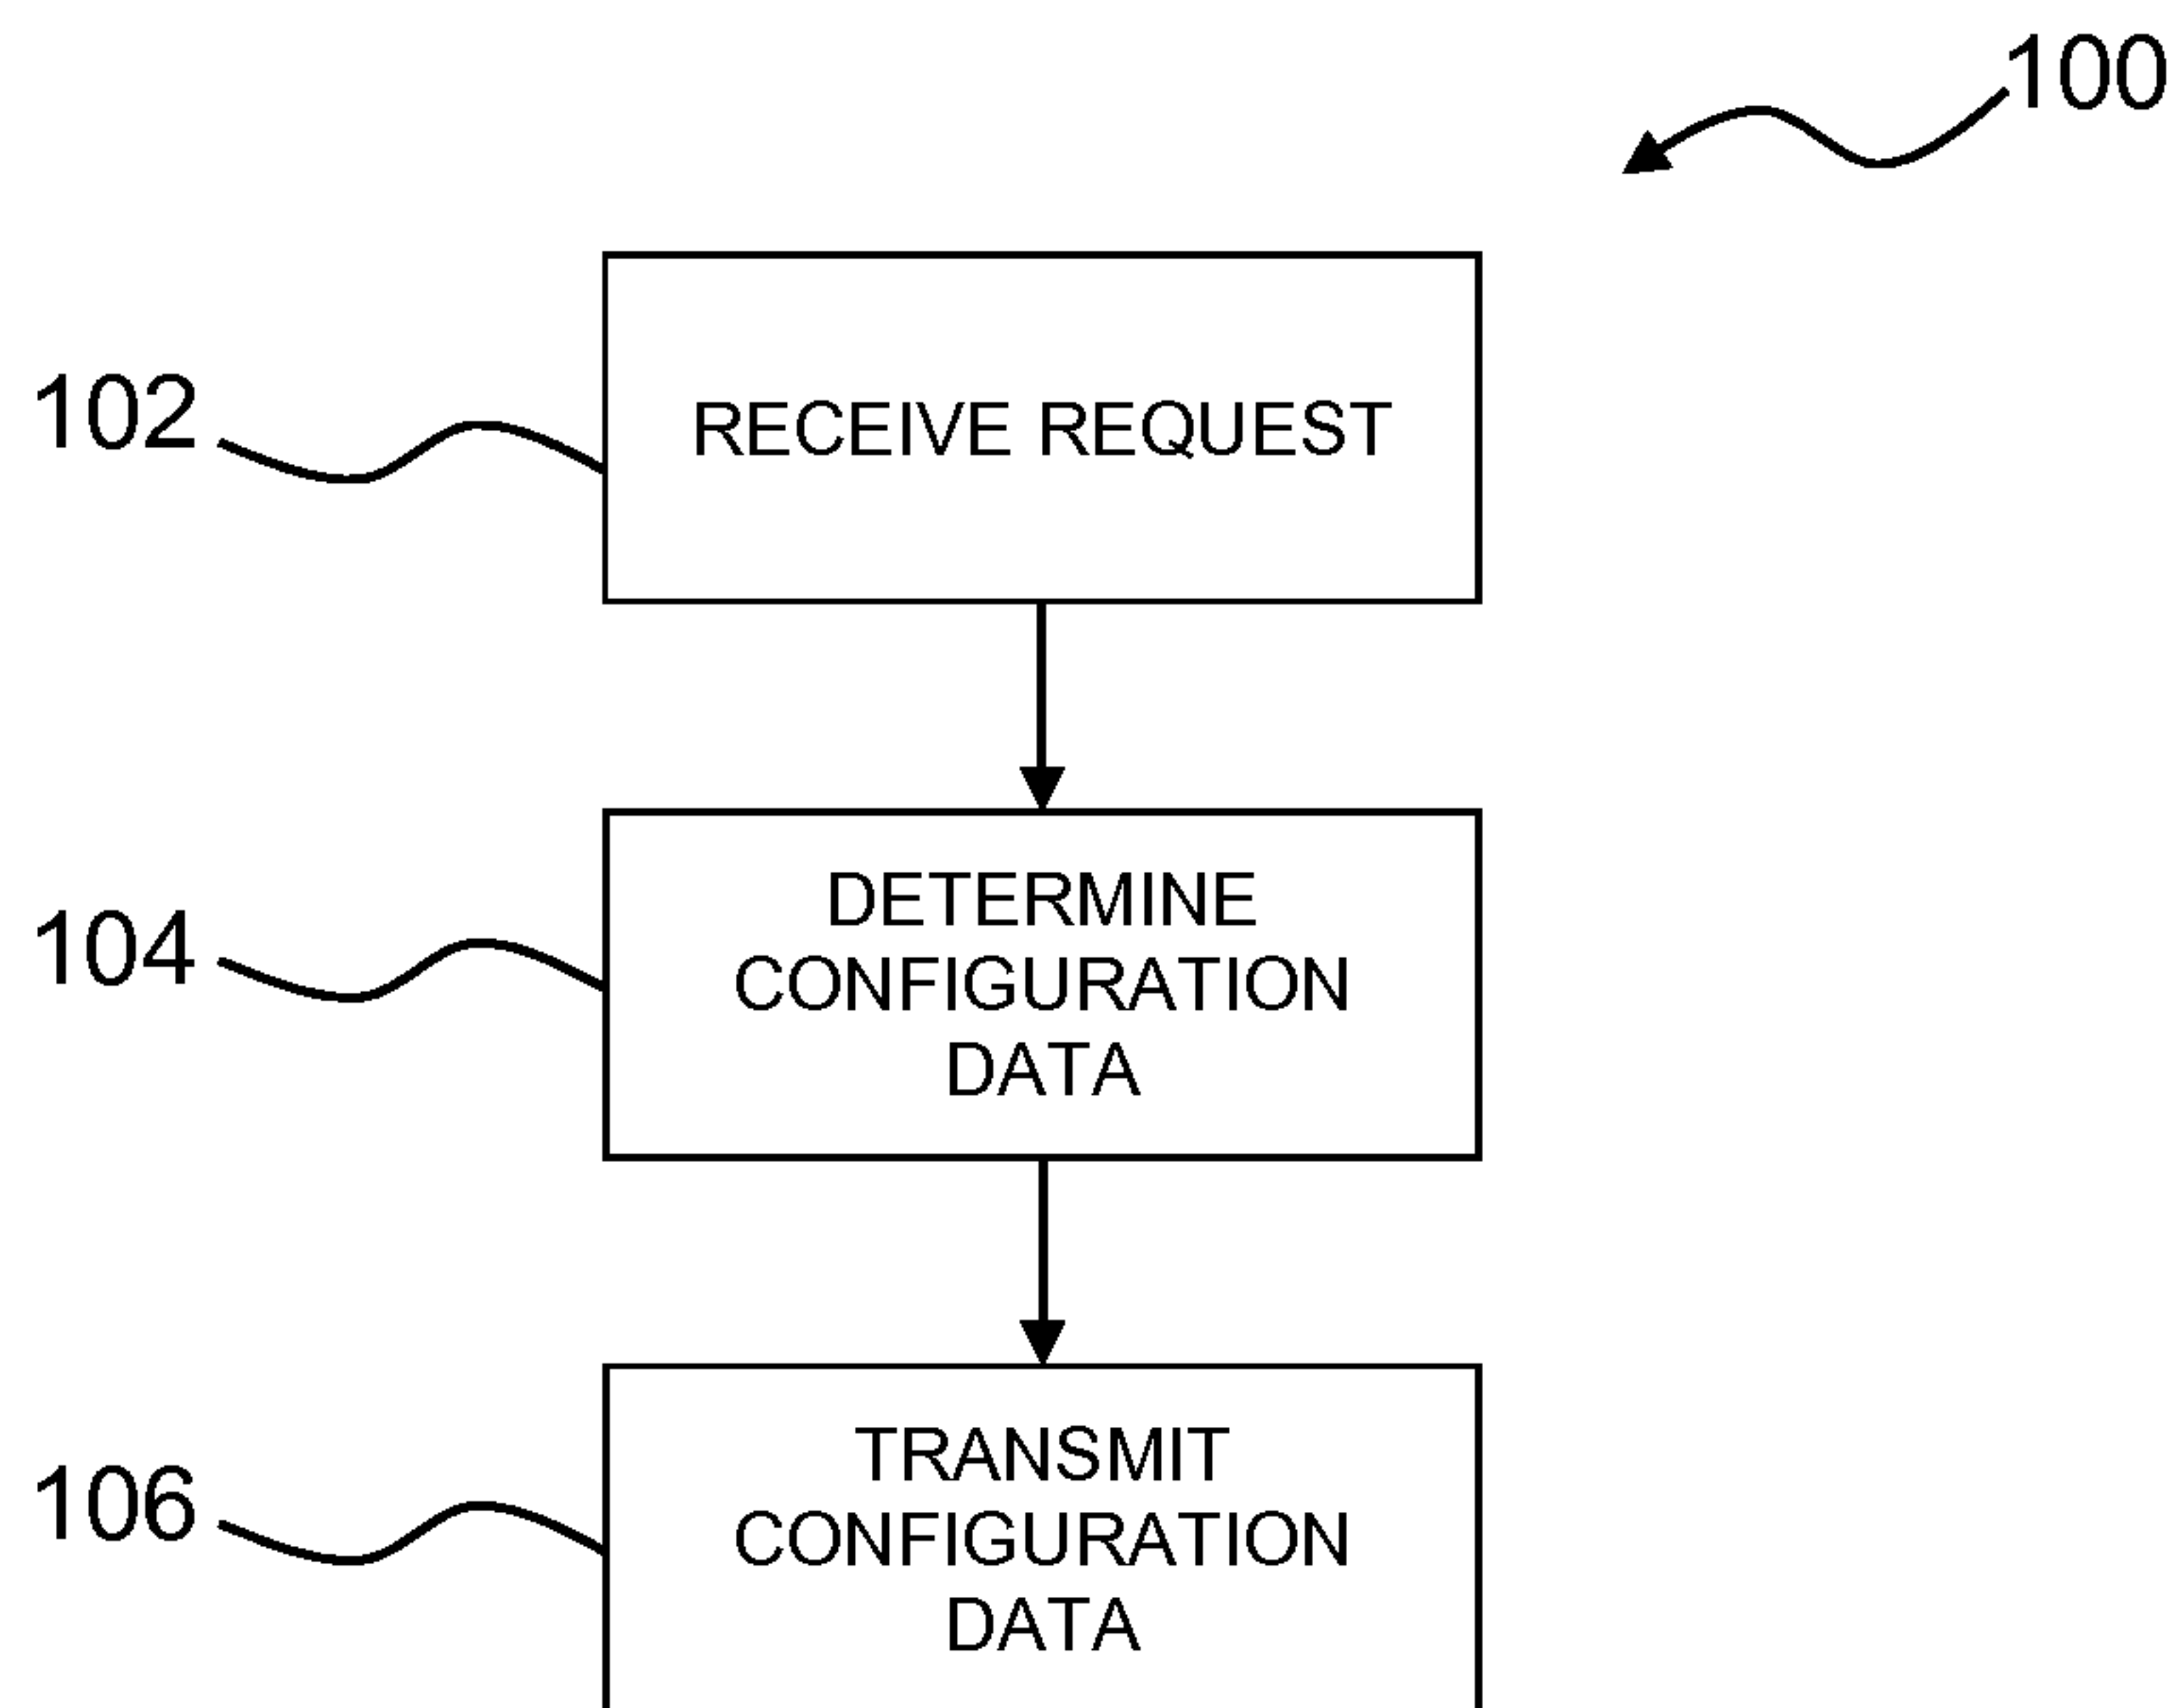 100
102
RECEIVE REQUEST
104
DETERMINE
CONFIGURATION
DATA
106
TRANSMIT
CONFIGURATION
DATA